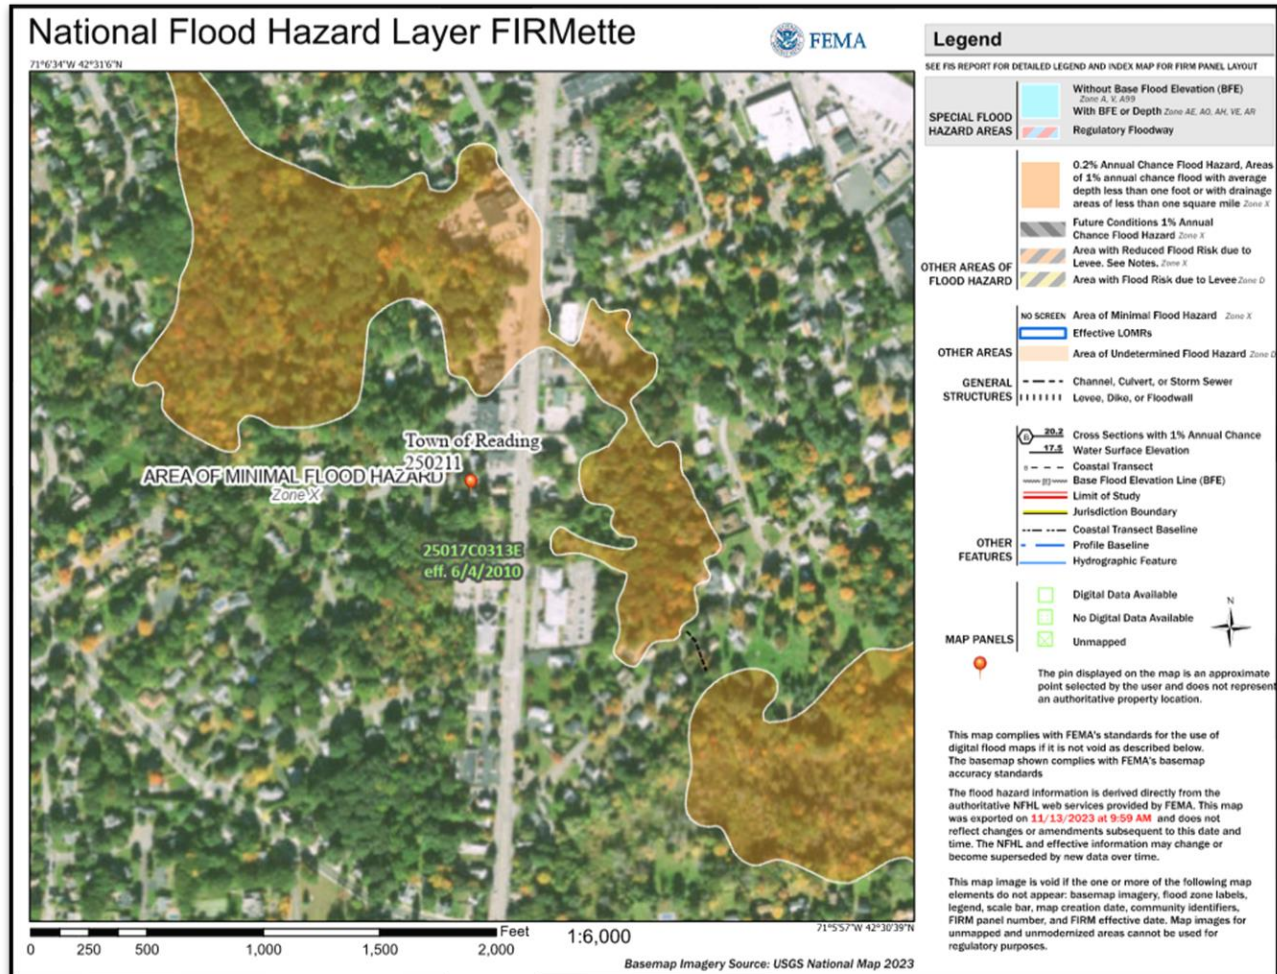 National Flood Hazard Layer FIRMette
FEMA
71°6'34"W 42°31'6"N
Town of Reading
250211
AREA OF MINIMAL FLOOD HAZARD
Zone X
25017C0313E
eff. 6/4/2010
0 250 500 1,000 1,500 2,000
Feet
1:6,000
71°5'57"W 42°30'39"N
Basemap Imagery Source: USGS National Map 2023
Legend
SEE FIS REPORT FOR DETAILED LEGEND AND INDEX MAP FOR FIRM PANEL LAYOUT
SPECIAL FLOOD
HAZARD AREAS
Without Base Flood Elevation (BFE)
Zone A, V, A99
With BFE or Depth Zone AE, AO, AH, VE, AR
Regulatory Floodway
OTHER AREAS OF
FLOOD HAZARD
0.2% Annual Chance Flood Hazard, Areas
of 1% annual chance flood with average
depth less than one foot or with drainage
areas of less than one square mile Zone X
Future Conditions 1% Annual
Chance Flood Hazard Zone X
Area with Reduced Flood Risk due to
Levee. See Notes. Zone X
Area with Flood Risk due to Levee Zone D
OTHER AREAS
NO SCREEN Area of Minimal Flood Hazard Zone X
Effective LOMRs
Area of Undetermined Flood Hazard Zone D
GENERAL
STRUCTURES
Channel, Culvert, or Storm Sewer
Levee, Dike, or Floodwall
OTHER
FEATURES
B 20.2 Cross Sections with 1% Annual Chance
17.5 Water Surface Elevation
8 Coastal Transect
513 Base Flood Elevation Line (BFE)
Limit of Study
Jurisdiction Boundary
Coastal Transect Baseline
Profile Baseline
Hydrographic Feature
MAP PANELS
Digital Data Available
No Digital Data Available
Unmapped
N
The pin displayed on the map is an approximate
point selected by the user and does not represent
an authoritative property location.
This map complies with FEMA's standards for the use of
digital flood maps if it is not void as described below.
The basemap shown complies with FEMA's basemap
accuracy standards
The flood hazard information is derived directly from the
authoritative NFHL web services provided by FEMA. This map
was exported on 11/13/2023 at 9:59 AM and does not
reflect changes or amendments subsequent to this date and
time. The NFHL and effective information may change or
become superseded by new data over time.
This map image is void if the one or more of the following map
elements do not appear: basemap imagery, flood zone labels,
legend, scale bar, map creation date, community identifiers,
FIRM panel number, and FIRM effective date. Map images for
unmapped and unmodernized areas cannot be used for
regulatory purposes.